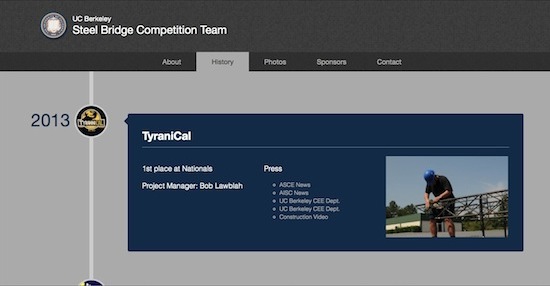 UC Berkeley
Steel Bridge Competition Team
About
History
Photos
Sponsors
Contact
2013
TyraniCal
1st place at Nationals
Project Manager: Bob Lawblah
Press
ASCE News
AISC News
UC Berkeley CEE Dept.
UC Berkeley CEE Dept.
Construction Video